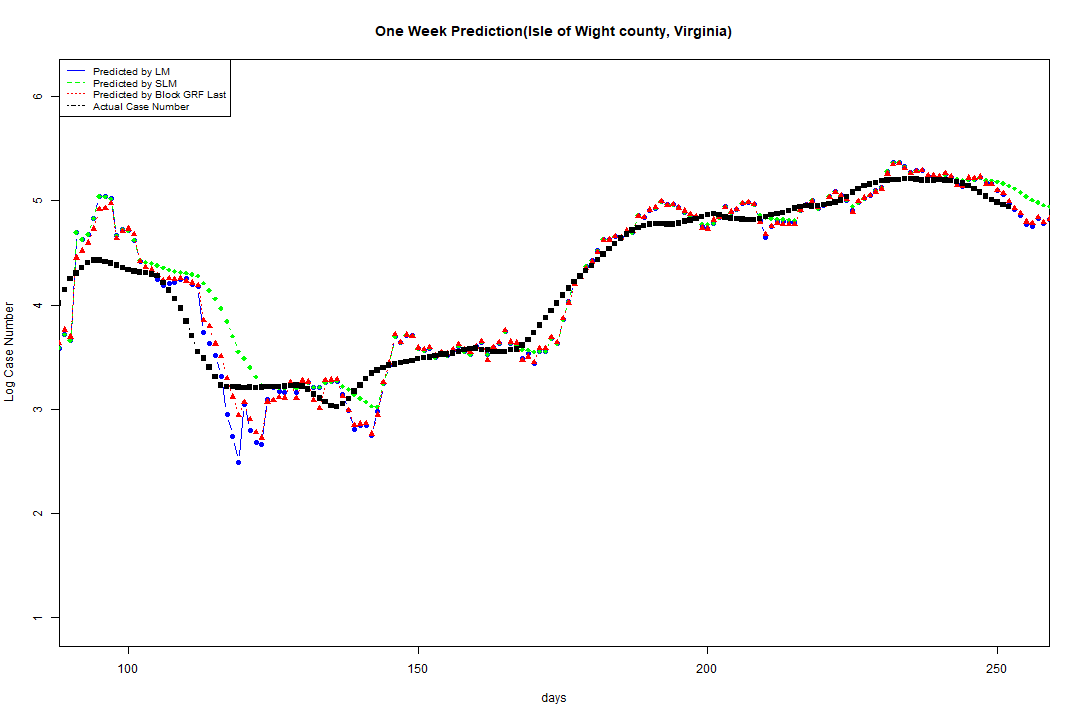 One Week Prediction(Isle of Wight county, Virginia)
Predicted by LM
Predicted by SLM
Predicted by Block GRF Last
Actual Case Number
6
5
4
3
2
1
Log Case Number
100 150 200 250
days